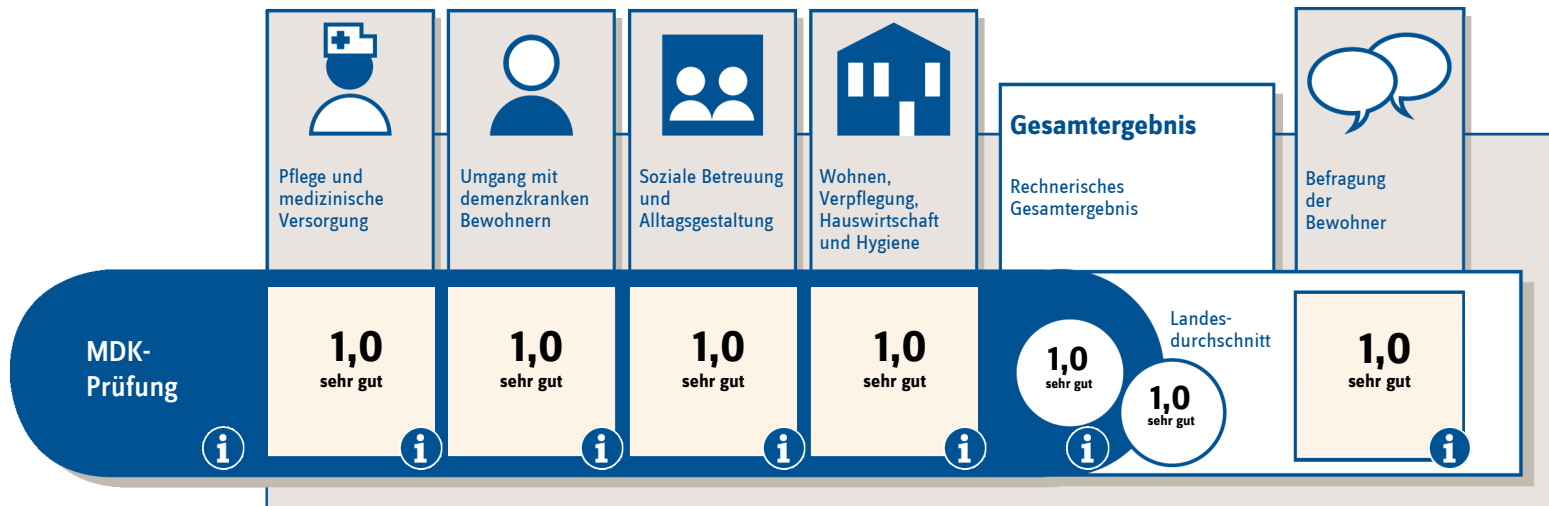 Pflege und
medizinische
Versorgung
Umgang mit
demenzkranken
Bewohnern
Soziale Betreuung
und
Alltagsgestaltung
Wohnen,
Verpflegung,
Hauswirtschaft
und Hygiene
Gesamtergebnis
Rechnerisches
Gesamtergebnis
Befragung
der
Bewohner
MDK-
Prüfung
i
1,0
sehr gut
i
1,0
sehr gut
i
1,0
sehr gut
i
1,0
sehr gut
i
1,0
sehr gut
i
Landes-
durchschnitt
1,0
sehr gut
1,0
sehr gut
i